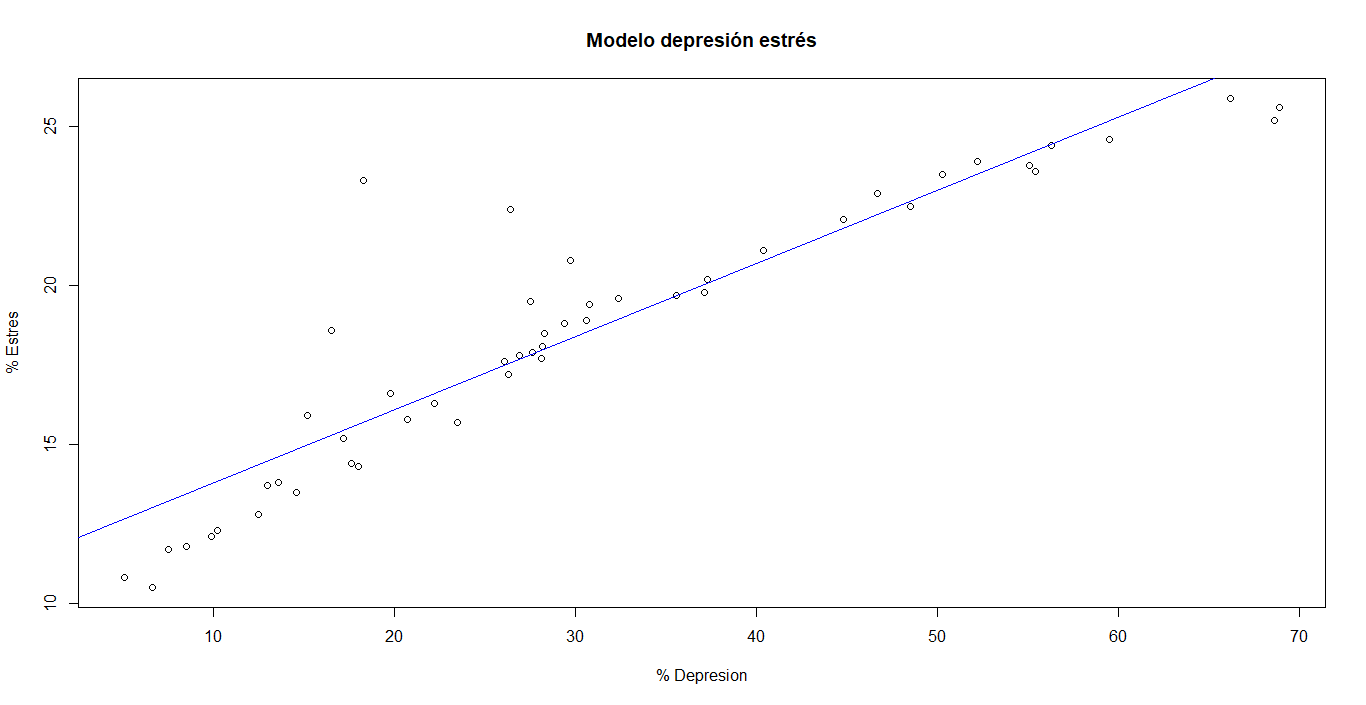 Modelo depresión estrés
% Estres
25
20
15
10
10 20 30 40 50 60 70
% Depresion